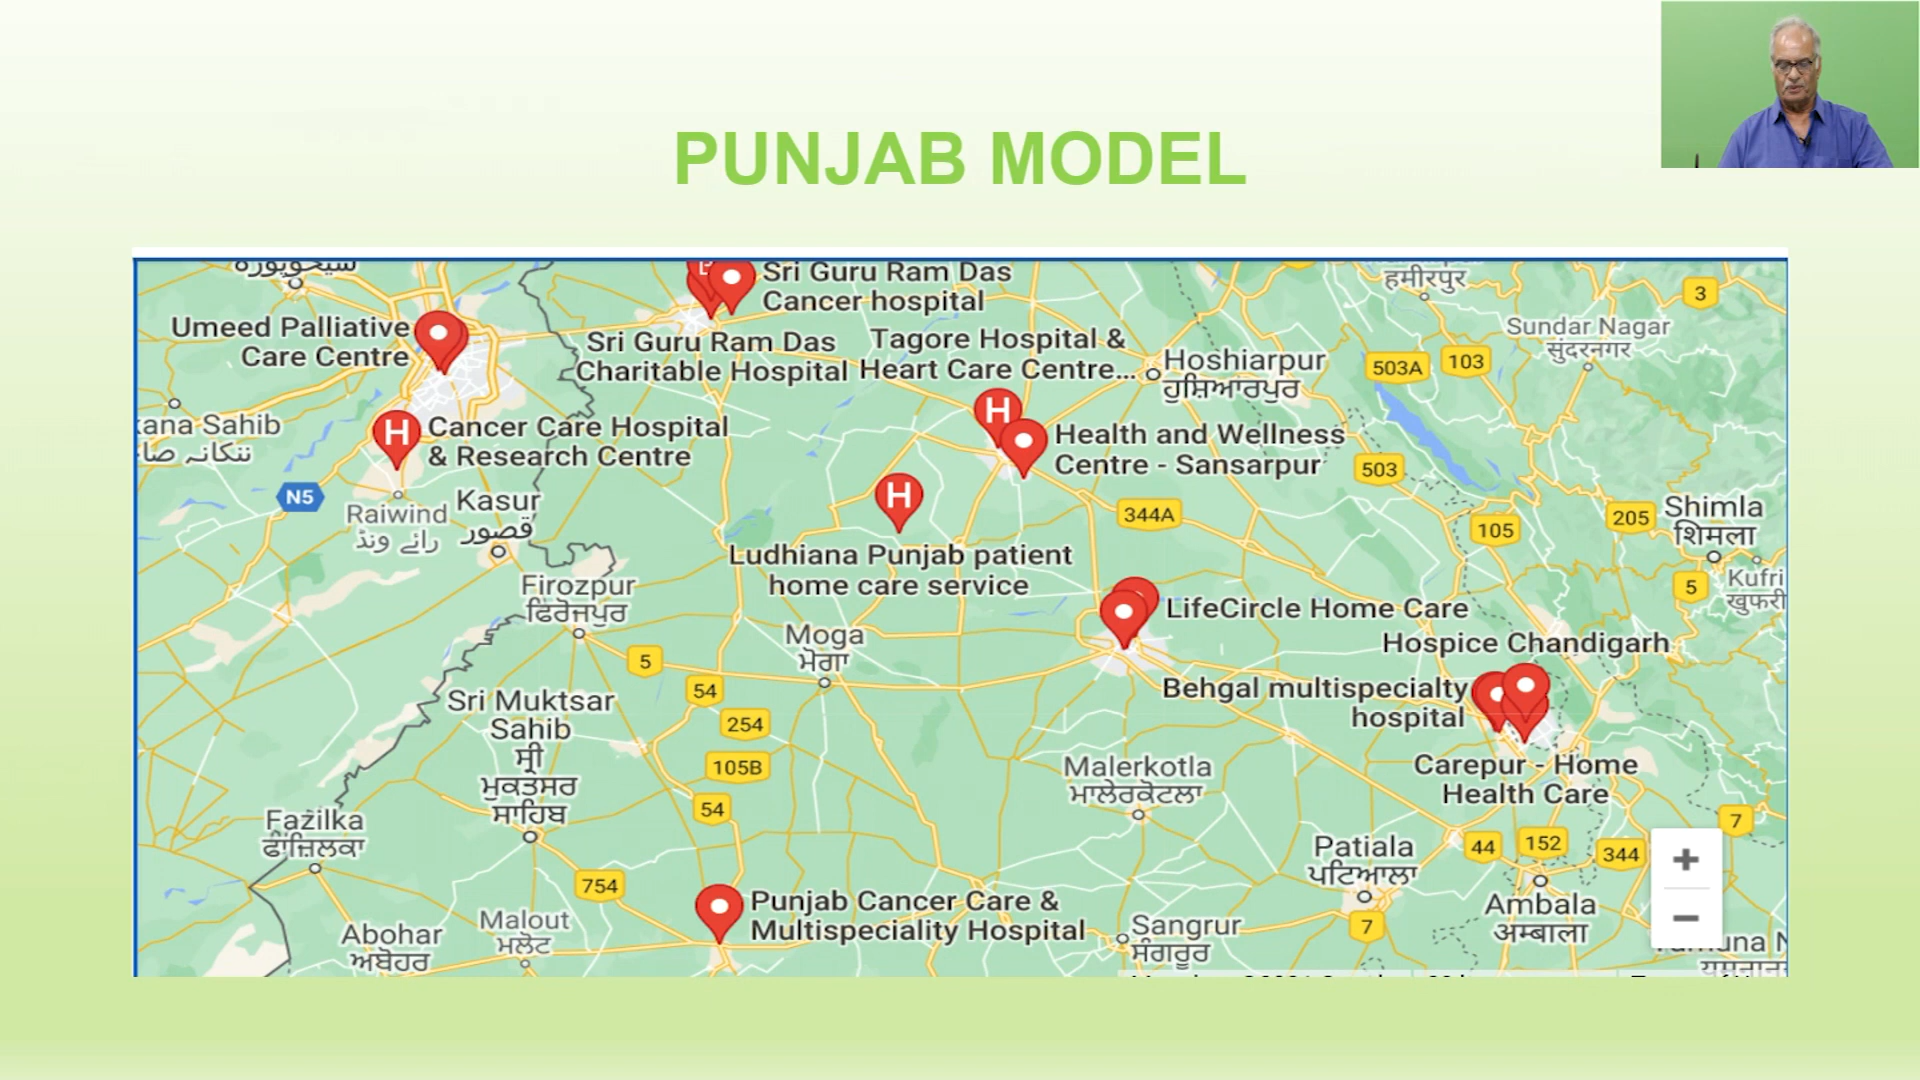 PUNJAB MODEL
Sri Guru Ram Das
Cancer hospital
हमीरपुर
3
Umeed Palliative
Care Centre
Sri Guru Ram Das
Charitable Hospital
Tagore Hospital &
Heart Care Centre...
Hoshiarpur
ਹੁਸ਼ਿਆਰਪੁਰ
503A
103
Sundar Nagar
सुंदरनगर
H
ana Sahib
ننكانہ صا
H
Cancer Care Hospital
& Research Centre
Health and Wellness
Centre - Sansarpur
503
N5
Raiwind
رائے ونڈ
Kasur
قصور
H
Ludhiana Punjab patient
home care service
344A
105
205
Shimla
शिमला
5
Kufri
खुफरी
Firozpur
ਫਿਰੋਜਪੁਰ
Moga
ਮੋਗਾ
LifeCircle Home Care
Hospice Chandigarh
5
54
254
105B
54
Behgal multispecialty
hospital
Sri Muktsar
Sahib
ਸ੍ਰੀ
ਮੁਕਤਸਰ
ਸਾਹਿਬ
Malerkotla
ਮਾਲੇਰਕੋਟਲਾ
Carepur - Home
Health Care
Fazilka
ਫਾਜ਼ਿਲਕਾ
7
44
152
344
Patiala
ਪਟਿਆਲਾ
754
Punjab Cancer Care &
Multispeciality Hospital
7
Ambala
अम्बाला
Abohar
ਅਬੋਹਰ
Malout
ਮਲੋਟ
Sangrur
ਸੰਗਰੂਰ